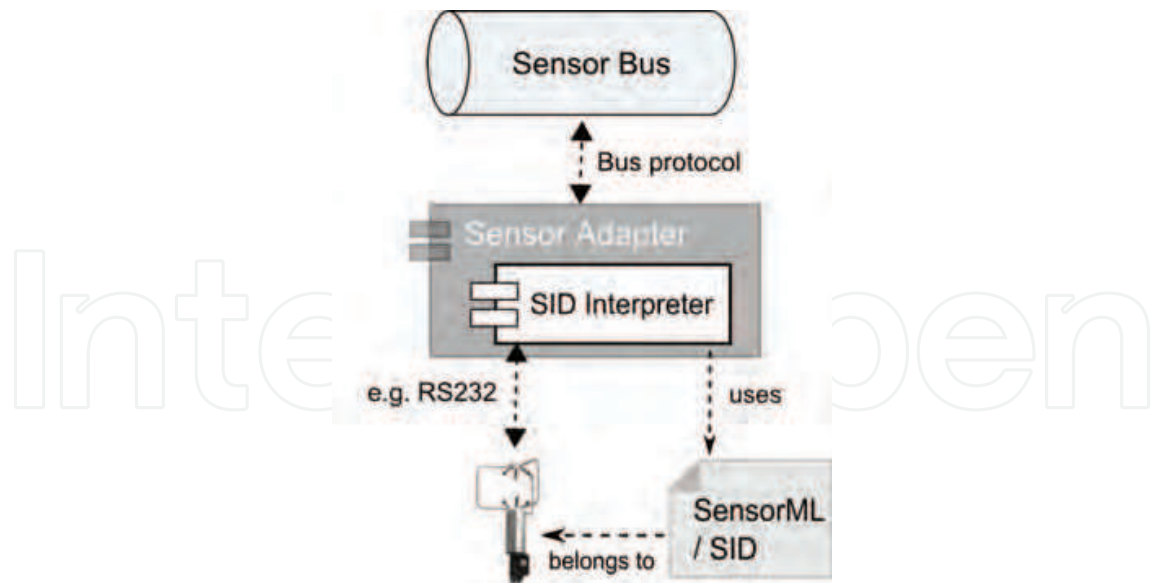 Sensor Bus
Bus protocol
Sensor Adapter
SID Interpreter
e.g. RS232
uses
SensorML
/ SID
belongs to